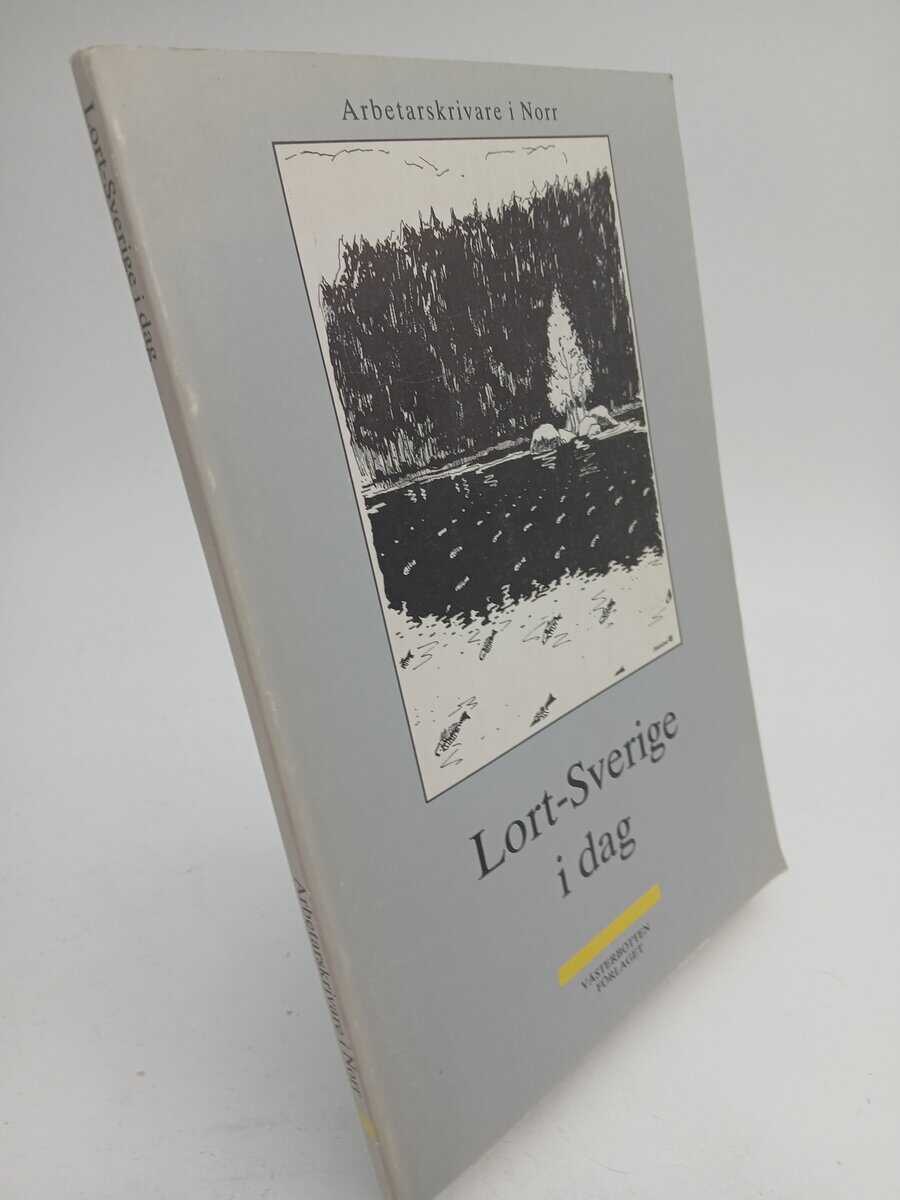 Arbetarskrivare i Norr
Lort-Sverige
i dag
VÄSTERBOTTEN
FÖRLAGET
Lort-Sverige i dag
Arbetarskrivare i Norr